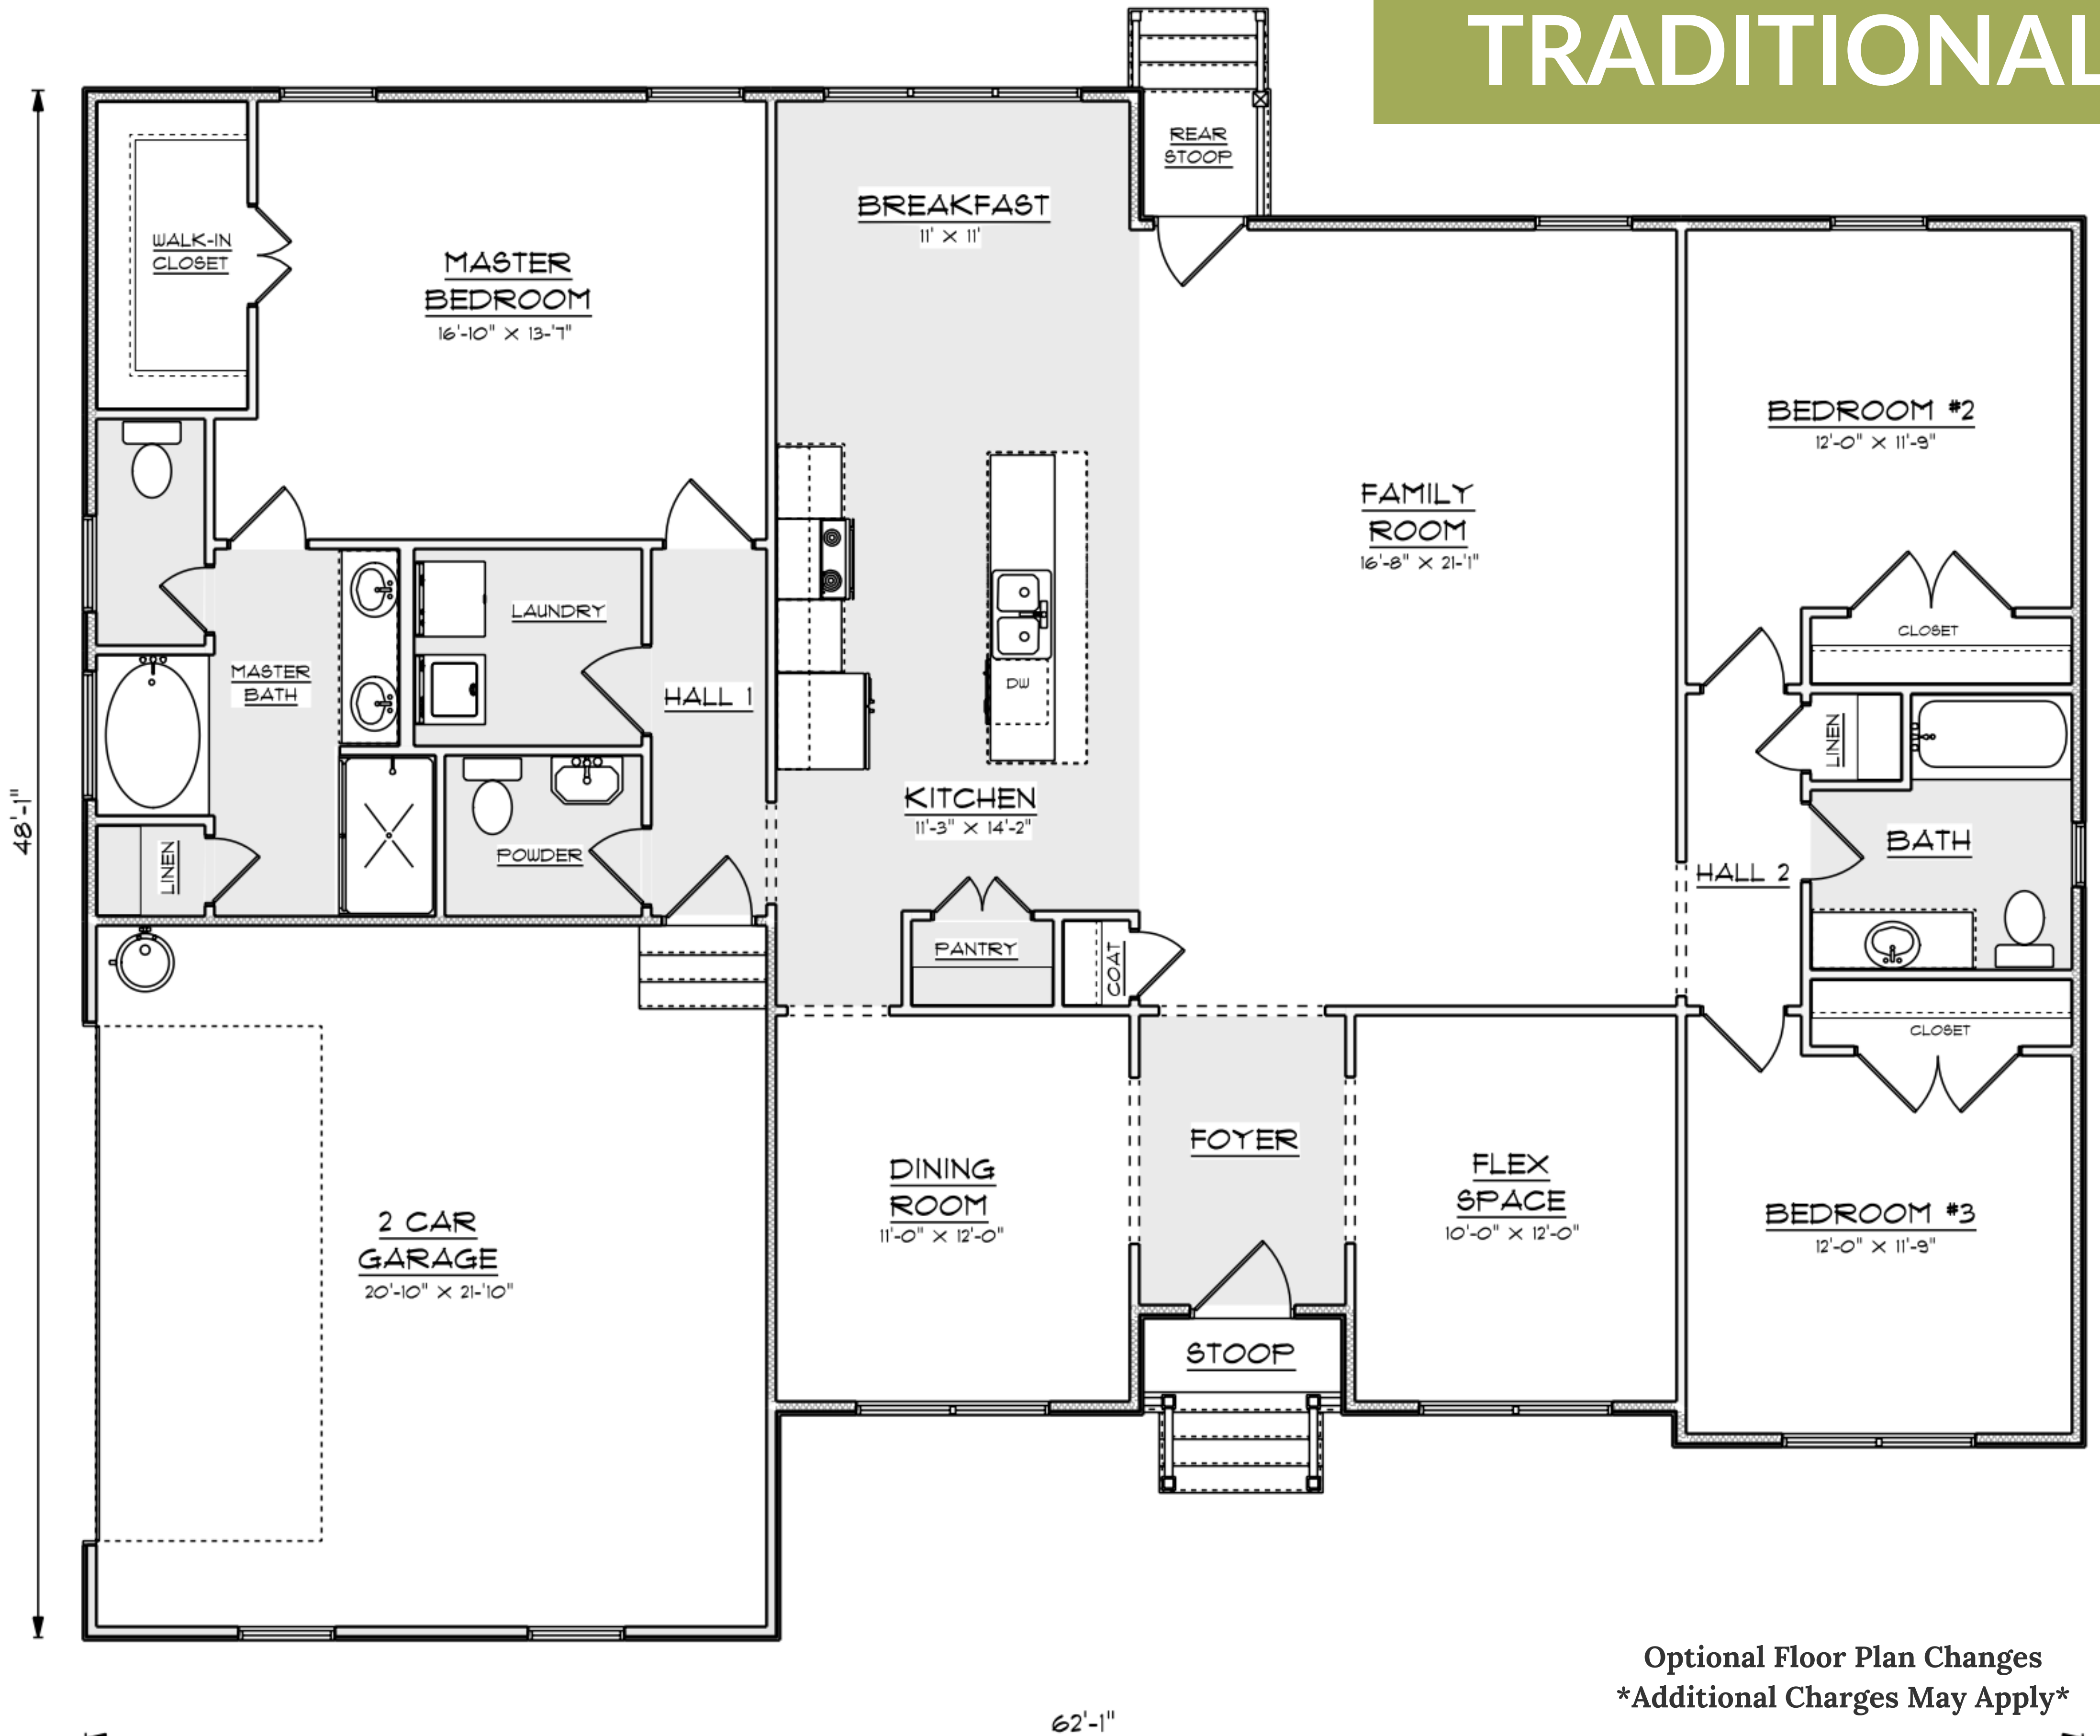 TRADITIONAL
REAR
STOOP
BREAKFAST
11' X 11'
WALK-IN
CLOSET
MASTER
BEDROOM
16'-10" X 13-'7"
BEDROOM #2
12'-0" X 11'-9"
FAMILY
ROOM
16'-8" X 21-'1"
LAUNDRY
CLOSET
MASTER
BATH
HALL 1
DW
LINEN
48'-1"
KITCHEN
11'-3" X 14'-2"
BATH
LINEN
POWDER
HALL 2
PANTRY
COAT
CLOSET
FOYER
DINING
ROOM
11'-0" X 12'-0"
FLEX
SPACE
10'-0" X 12'-0"
2 CAR
GARAGE
20'-10" X 21-'10"
BEDROOM #3
12'-0" X 11'-9"
STOOP
Optional Floor Plan Changes
*Additional Charges May Apply*
62'-1"